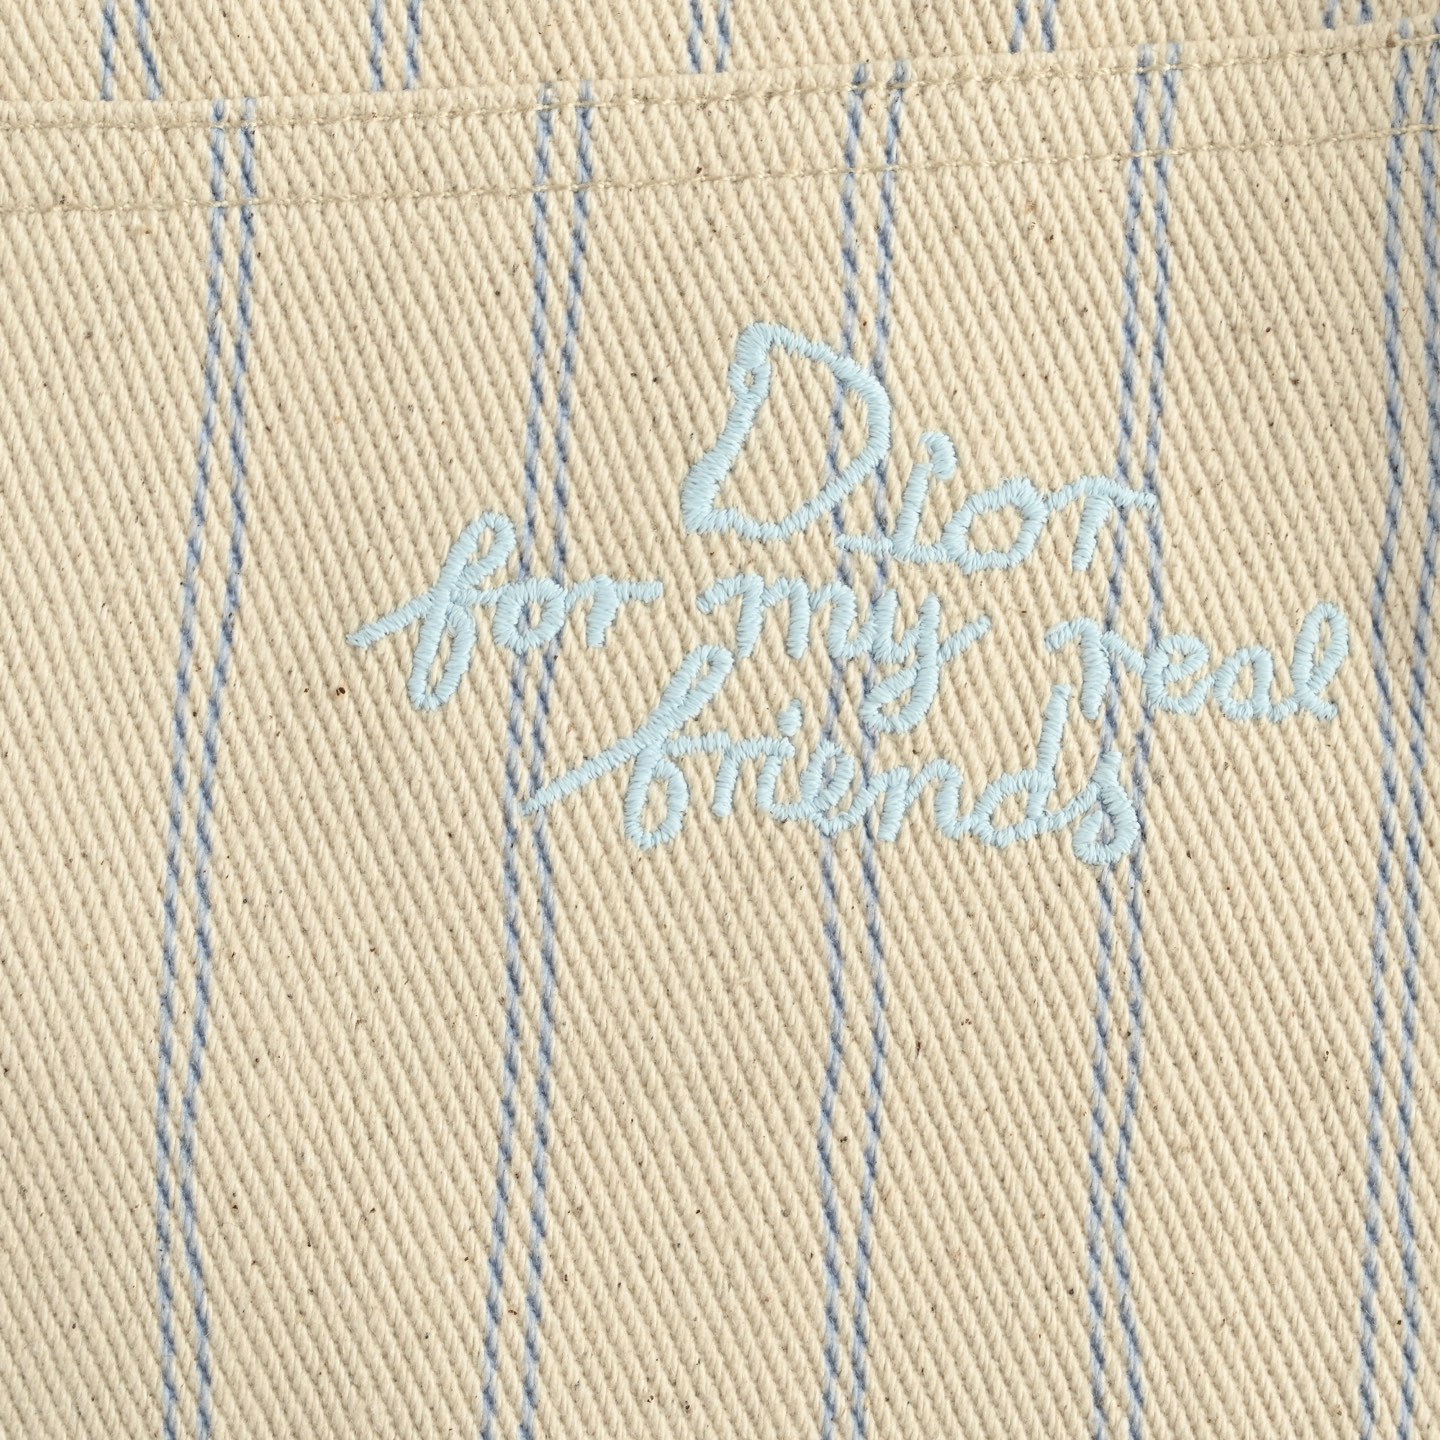 Dior
for my real
friends